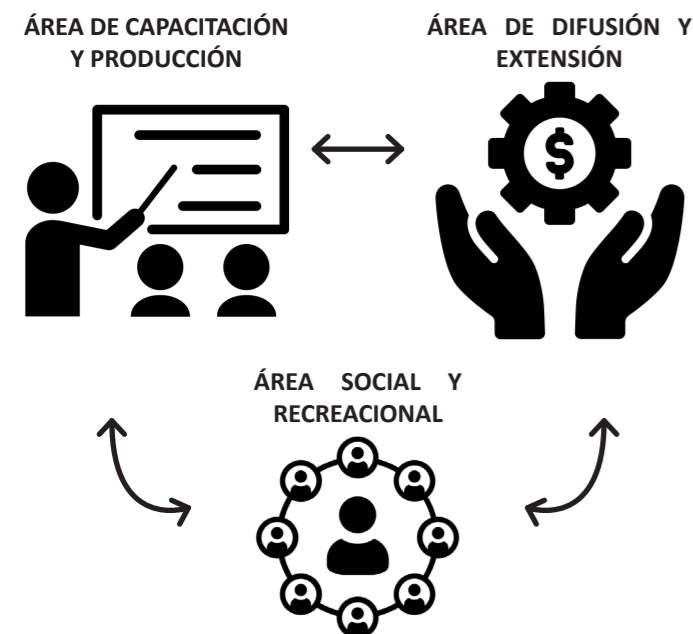 ÁREA DE CAPACITACIÓN
Y PRODUCCIÓN
ÁREA DE DIFUSIÓN Y
EXTENSIÓN
$
ÁREA SOCIAL Y
RECREACIONAL